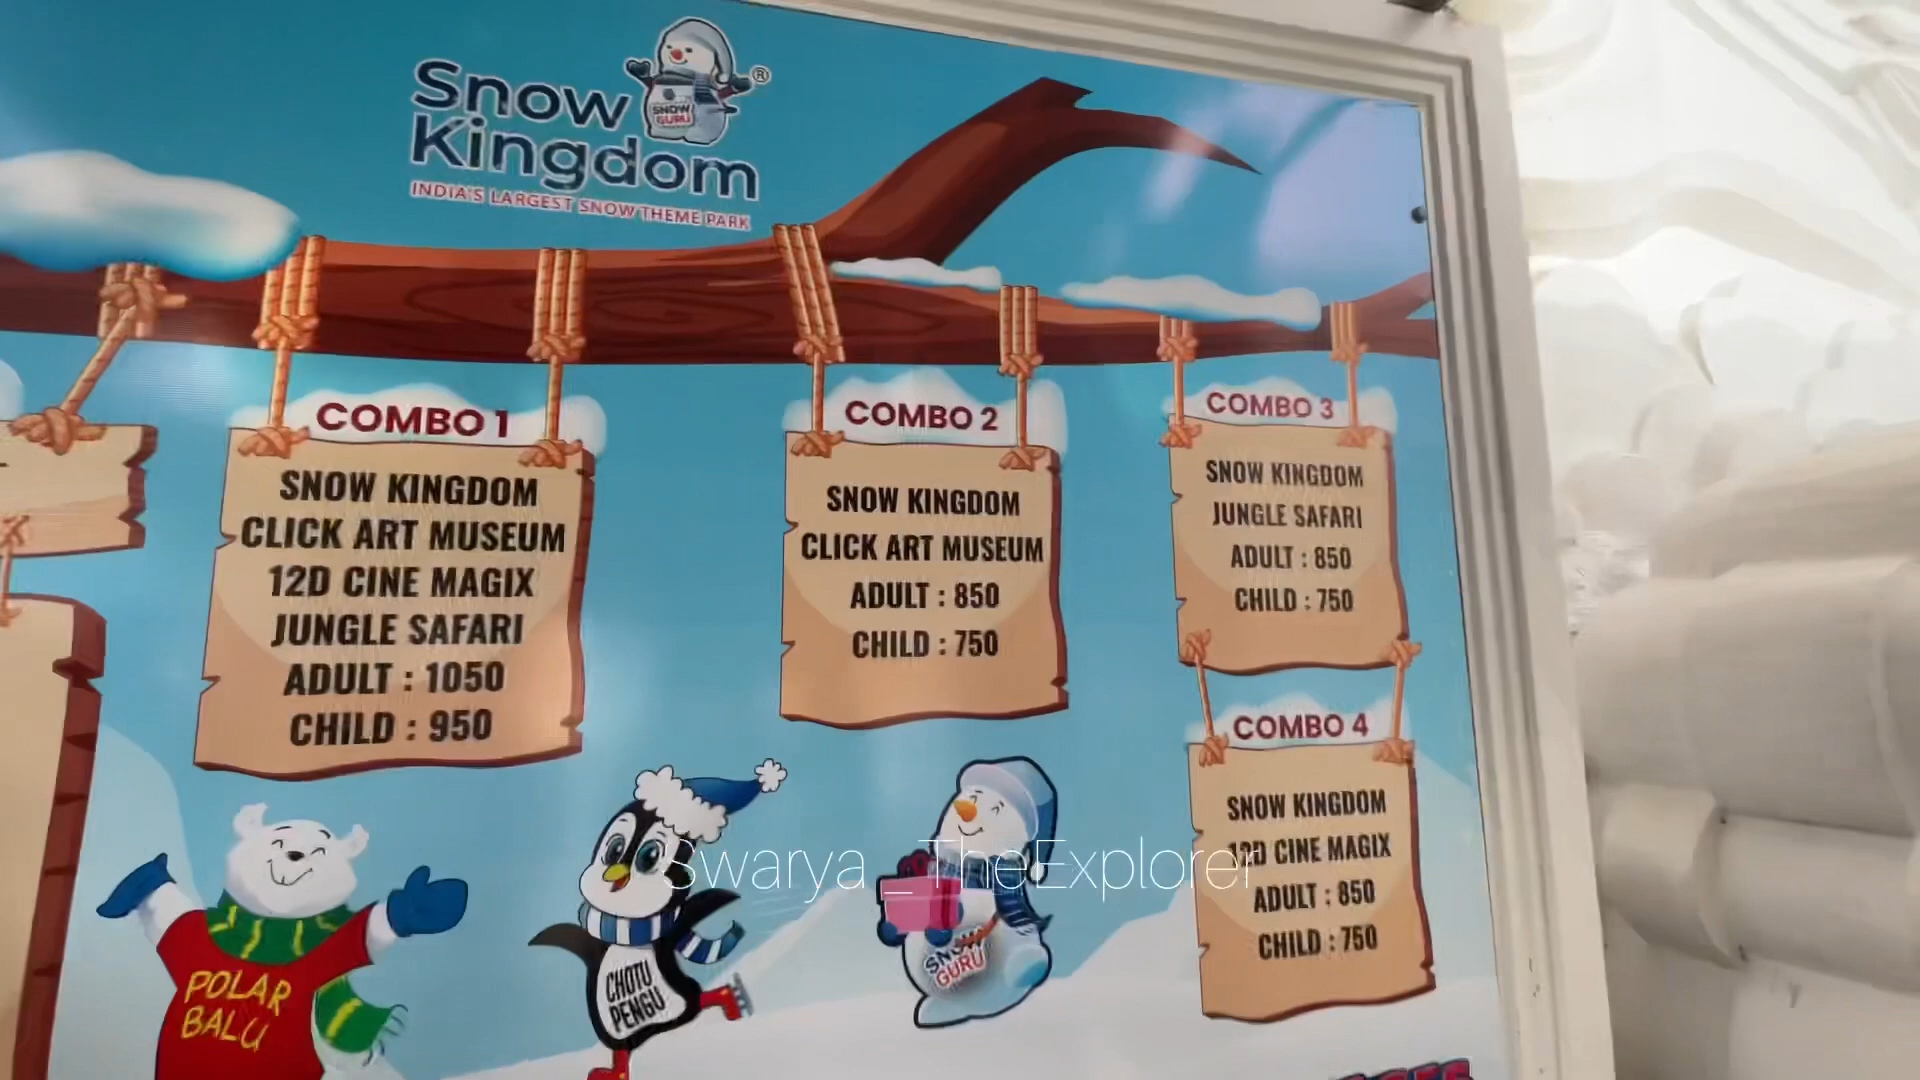 Snow
Kingdom
®
SNOW
GURU
INDIA'S LARGEST SNOW THEME PARK
COMBO 1
SNOW KINGDOM
CLICK ART MUSEUM
12D CINE MAGIX
JUNGLE SAFARI
ADULT : 1050
CHILD : 950
COMBO 2
SNOW KINGDOM
CLICK ART MUSEUM
ADULT : 850
CHILD : 750
COMBO 3
SNOW KINGDOM
JUNGLE SAFARI
ADULT : 850
CHILD : 750
COMBO 4
SNOW KINGDOM
12D CINE MAGIX
ADULT : 850
CHILD : 750
POLAR
BALU
CHOTU
PENGU
SNOW
GURU
Swarya _TheExplorer